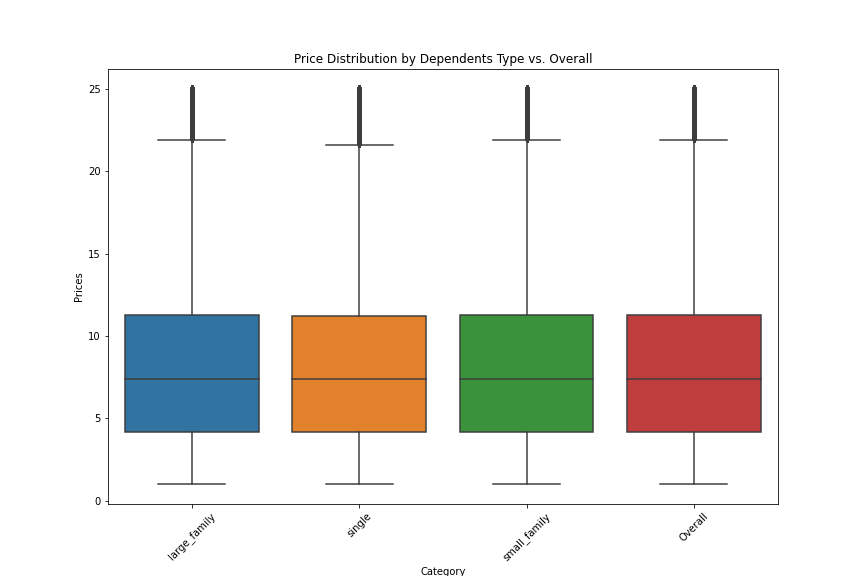 Price Distribution by Dependents Type vs. Overall
25
20
15
10
5
0
Prices
large_family
single
small_family
Overall
Category